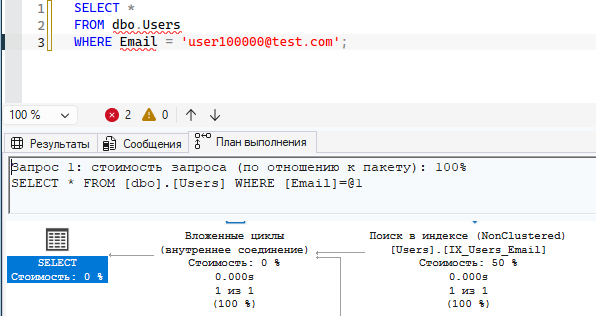 1 SELECT *
2 FROM dbo.Users
3 WHERE Email = 'user100000@test.com';
100 % 2 0
Результаты Сообщения План выполнения
Запрос 1: стоимость запроса (по отношению к пакету): 100%
SELECT * FROM [dbo].[Users] WHERE [Email]=@1
SELECT
Стоимость: 0 %
Вложенные циклы
(внутреннее соединение)
Стоимость: 0 %
0.000s
1 из 1
(100 %)
Поиск в индексе (NonClustered)
[Users].[IX_Users_Email]
Стоимость: 50 %
0.000s
1 из 1
(100 %)